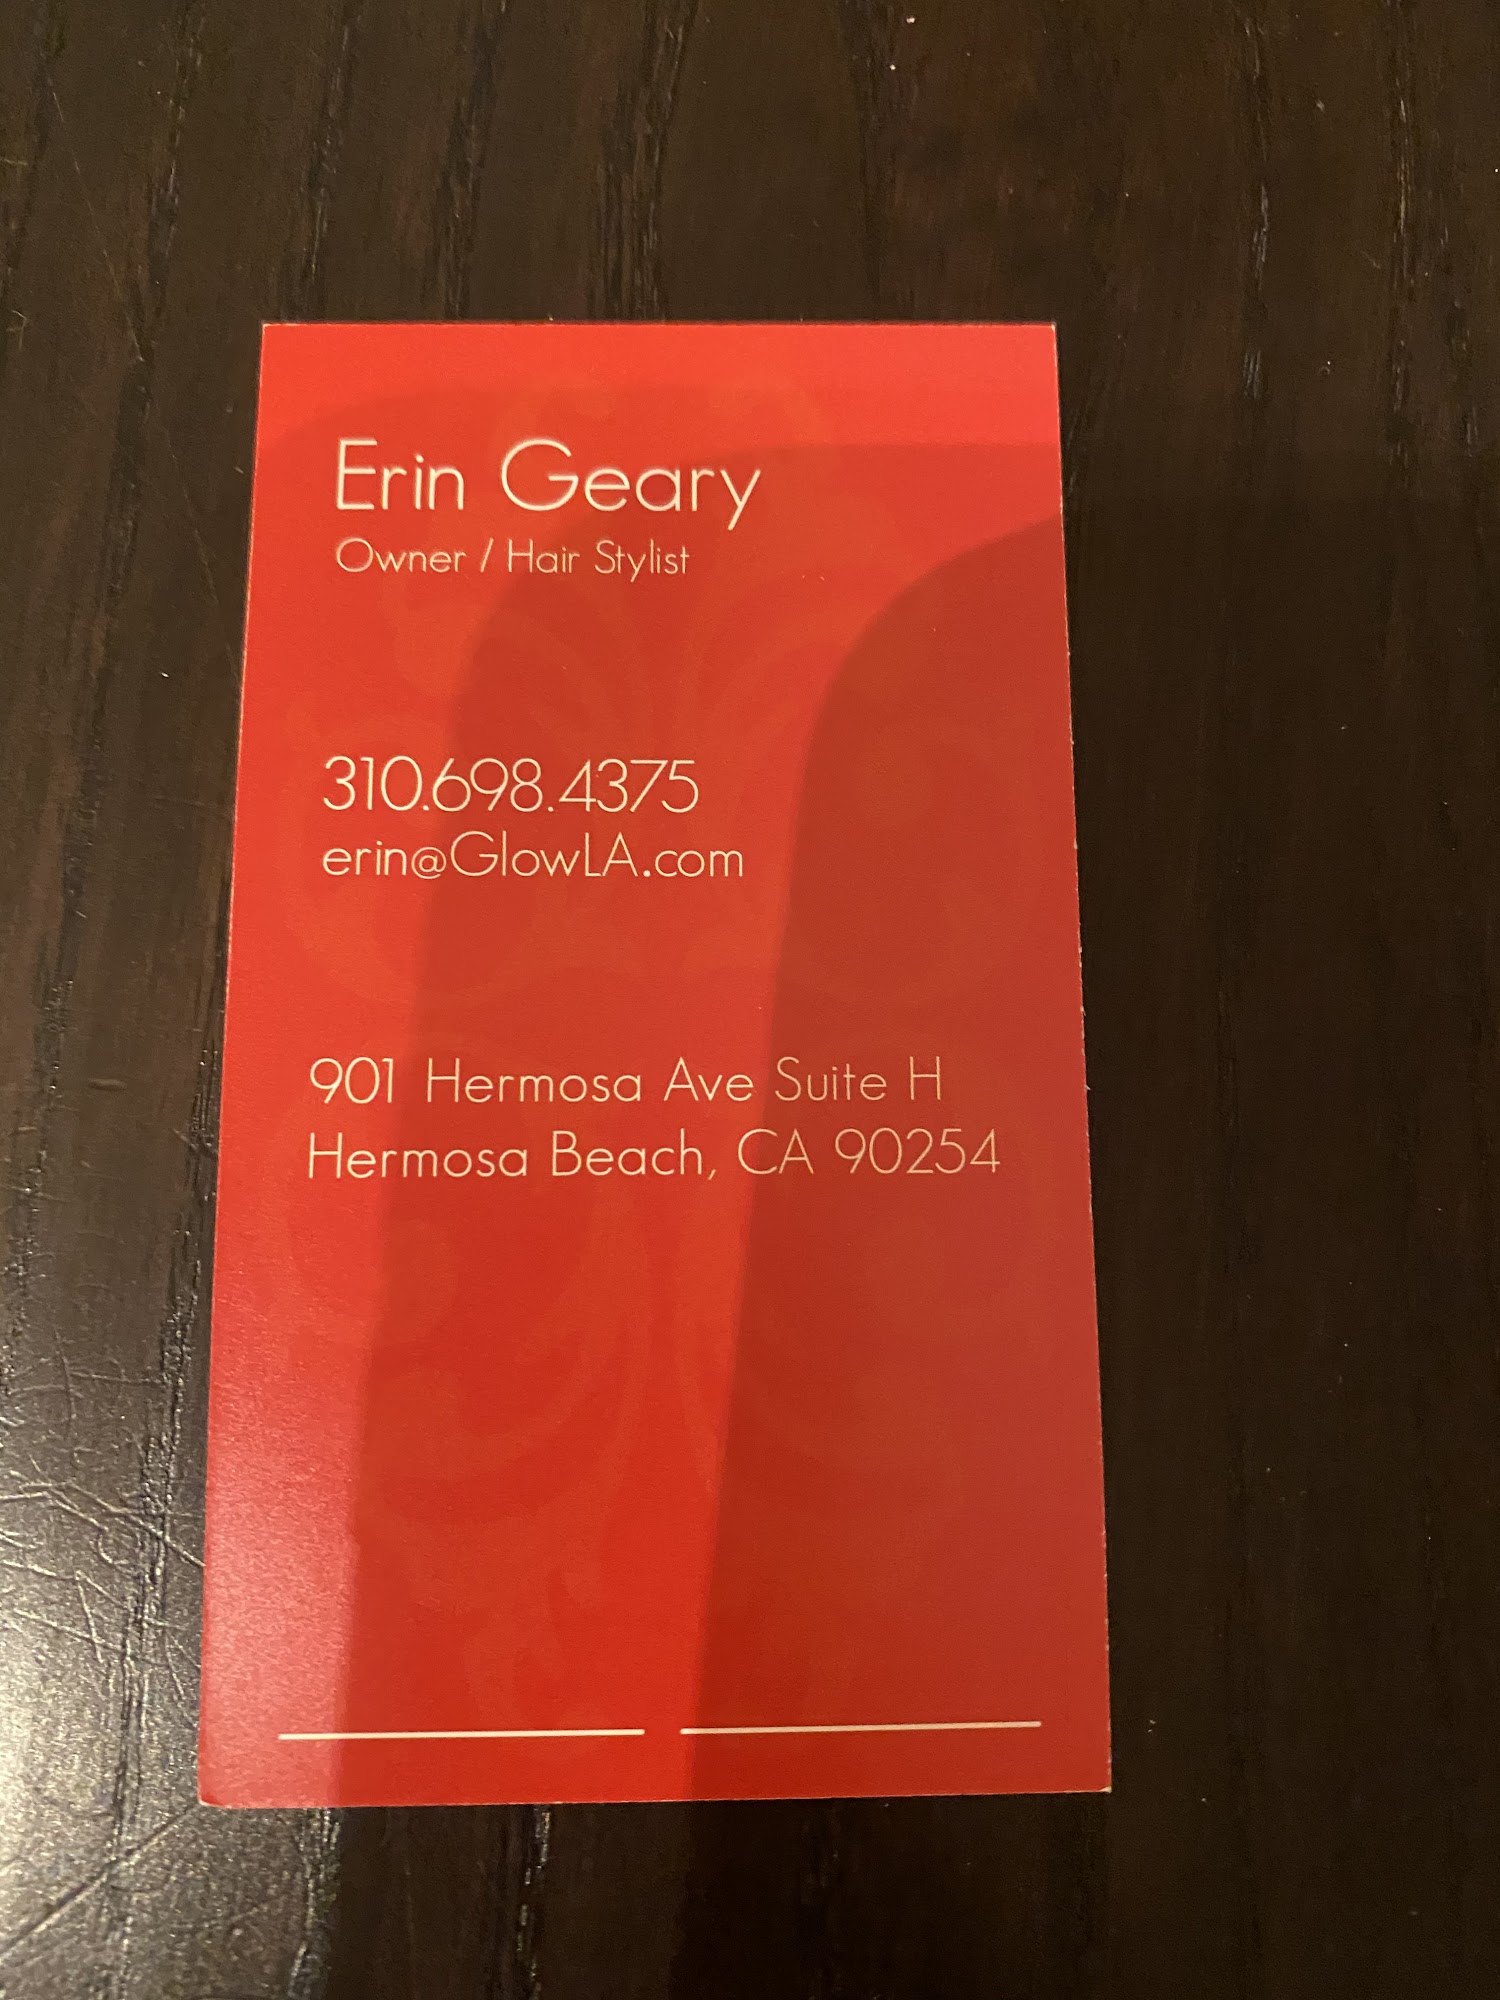 Erin Geary
Owner / Hair Stylist
310.698.4375
erin@GlowLA.com
901 Hermosa Ave Suite H
Hermosa Beach, CA 90254